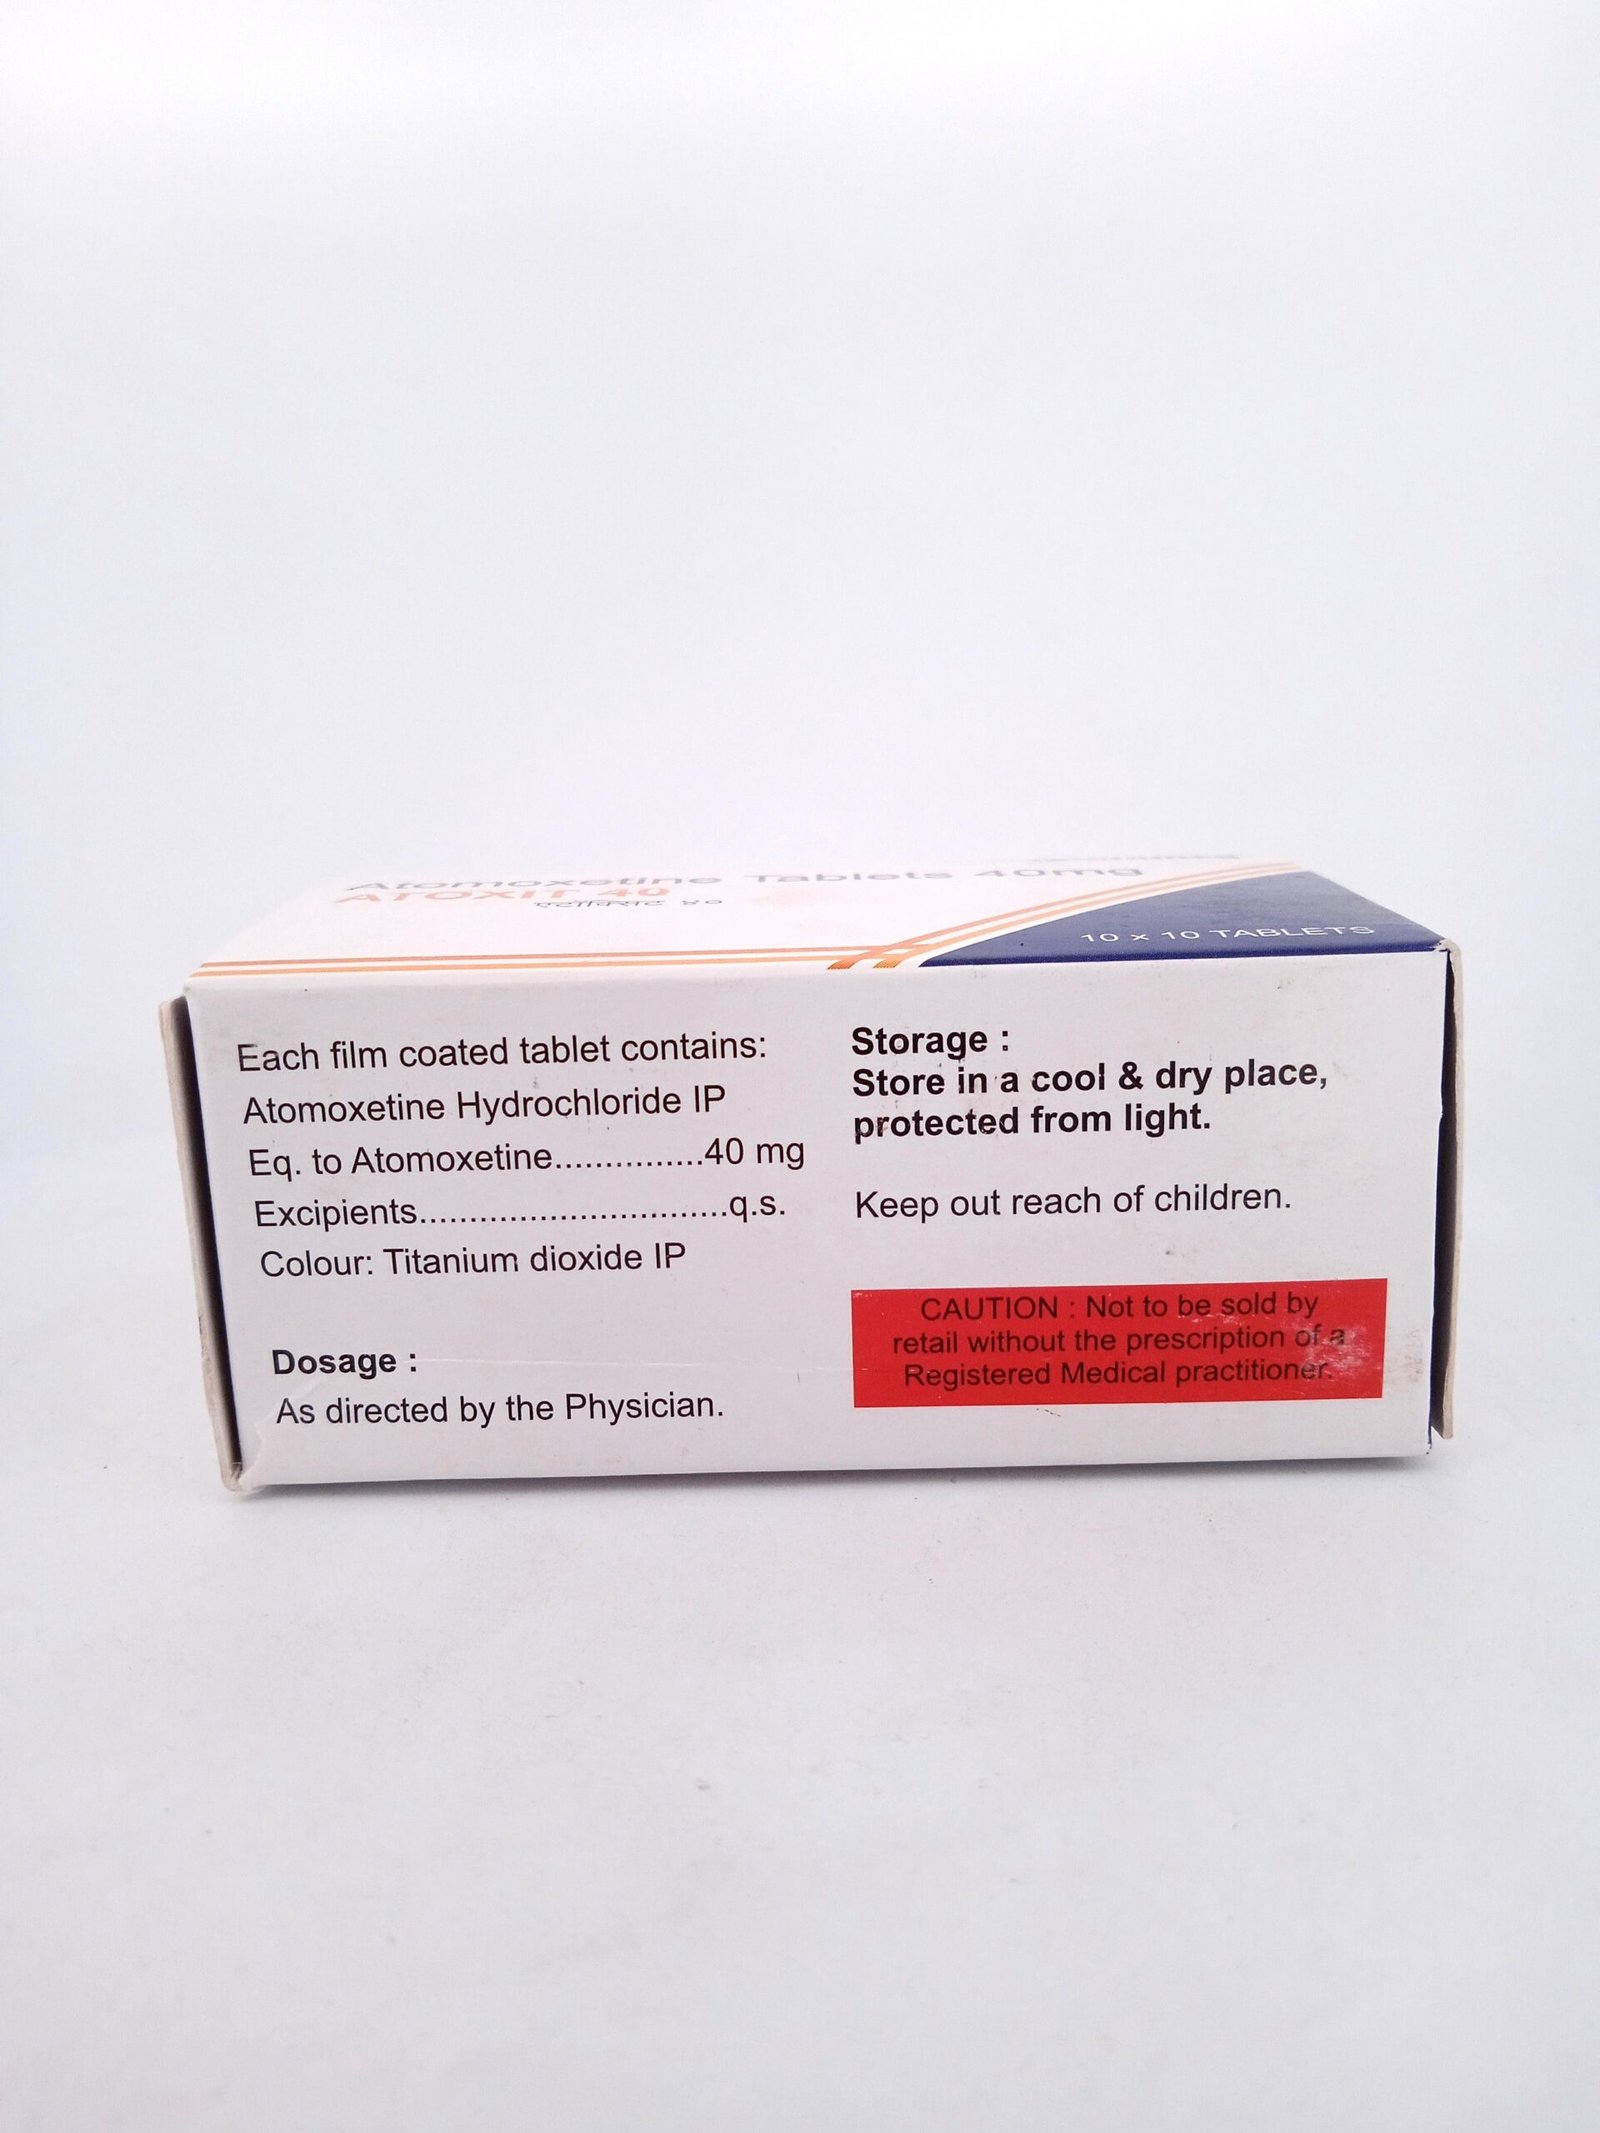 Atomoxetine Tablets 40mg
ATOXIT 40
एटॉक्सिट ४०
10 x 10 TABLETS
Each film coated tablet contains:
Atomoxetine Hydrochloride IP
Eq. to Atomoxetine...............40 mg
Excipients...............................q.s.
Colour: Titanium dioxide IP
Dosage :
As directed by the Physician.
Storage :
Store in a cool & dry place,
protected from light.
Keep out reach of children.
CAUTION : Not to be sold by
retail without the prescription of a
Registered Medical practitioner.